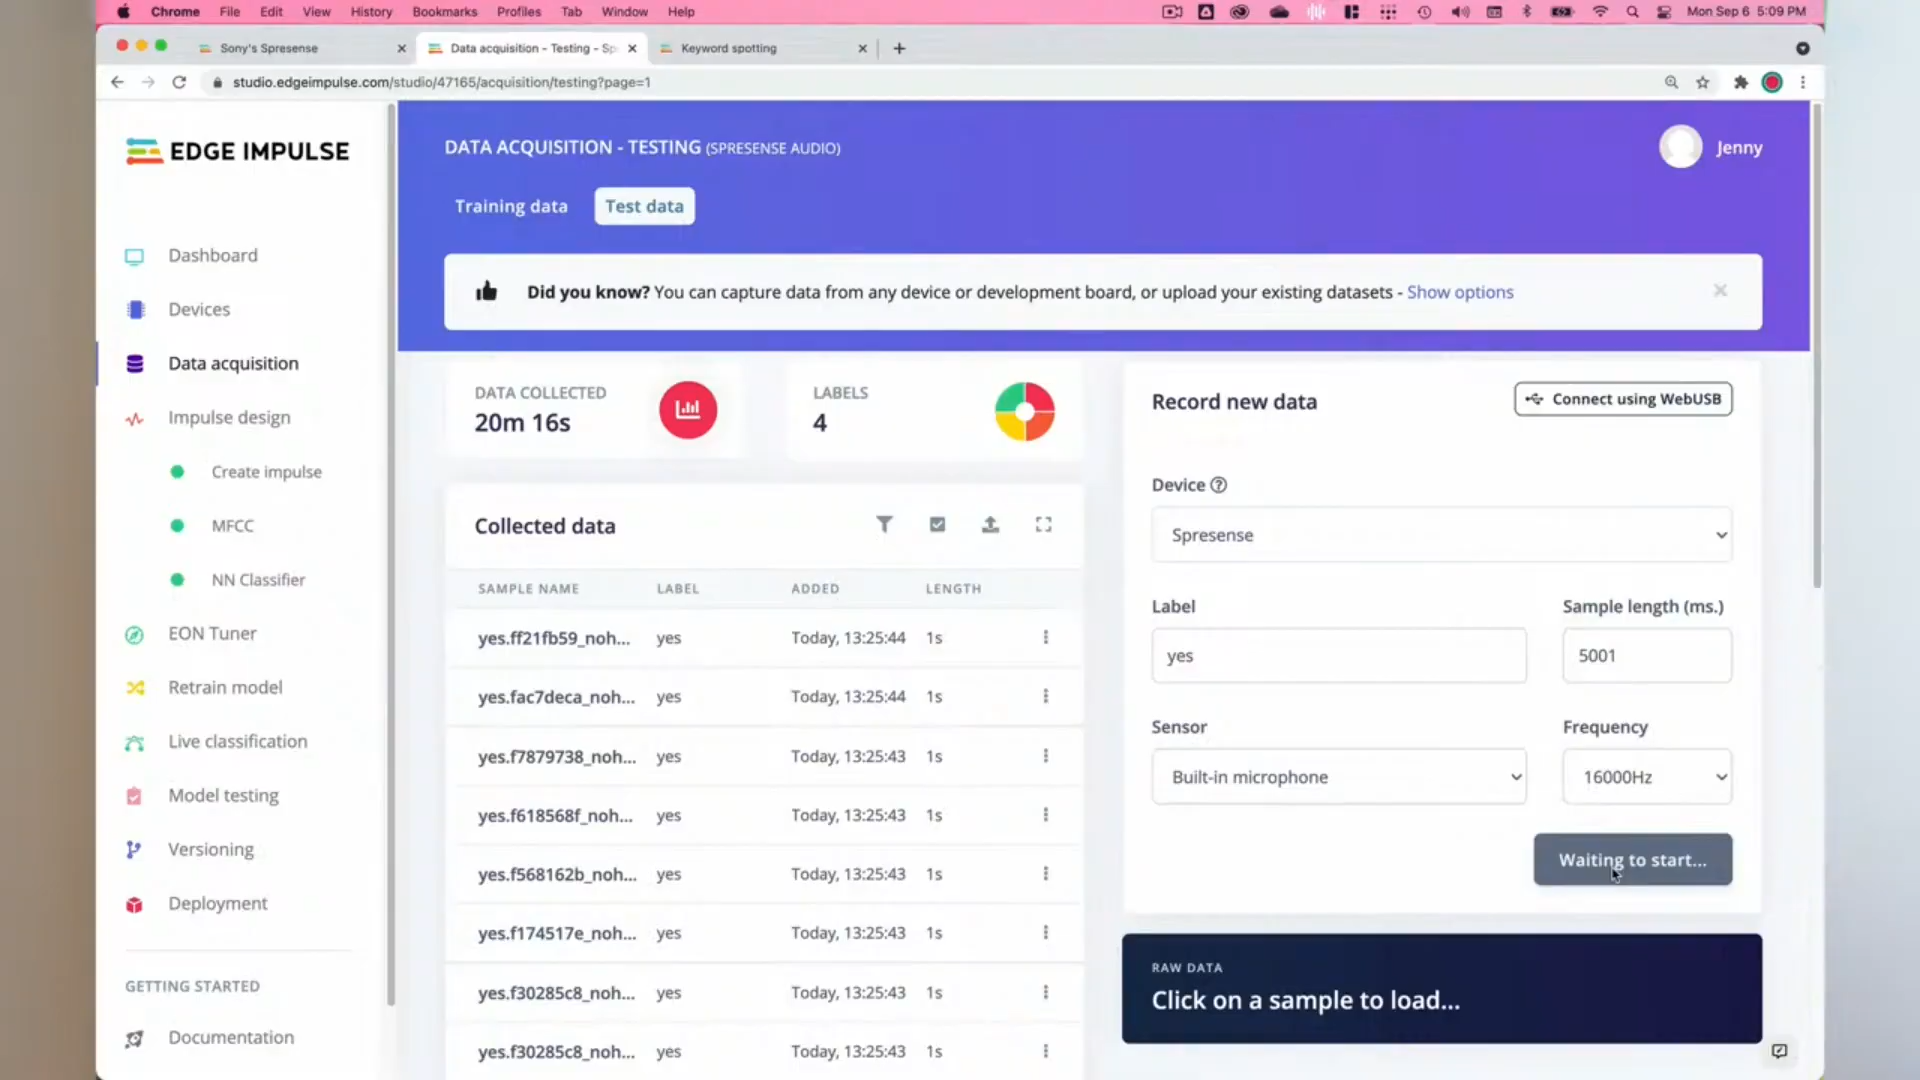 Chrome File Edit View History Bookmarks Profiles Tab Window Help Mon Sep 6 5:09 PM
Sony's Spresense Data acquisition - Testing - Sp Keyword spotting
studio.edgeimpulse.com/studio/47165/acquisition/testing?page=1
EDGE IMPULSE
Dashboard
Devices
Data acquisition
Impulse design
Create impulse
MFCC
NN Classifier
EON Tuner
Retrain model
Live classification
Model testing
Versioning
Deployment
GETTING STARTED
Documentation
DATA ACQUISITION - TESTING (SPRESENSE AUDIO)
Jenny
Training data Test data
Did you know? You can capture data from any device or development board, or upload your existing datasets - Show options
DATA COLLECTED
20m 16s
LABELS
4
Collected data
SAMPLE NAME LABEL ADDED LENGTH
yes.ff21fb59_noh... yes Today, 13:25:44 1s
yes.fac7deca_noh... yes Today, 13:25:44 1s
yes.f7879738_noh... yes Today, 13:25:43 1s
yes.f618568f_noh... yes Today, 13:25:43 1s
yes.f568162b_noh... yes Today, 13:25:43 1s
yes.f174517e_noh... yes Today, 13:25:43 1s
yes.f30285c8_noh... yes Today, 13:25:43 1s
yes.f30285c8_noh... yes Today, 13:25:43 1s
Record new data
Connect using WebUSB
Device
Spresense
Label Sample length (ms.)
yes 5001
Sensor Frequency
Built-in microphone 16000Hz
Waiting to start...
RAW DATA
Click on a sample to load...